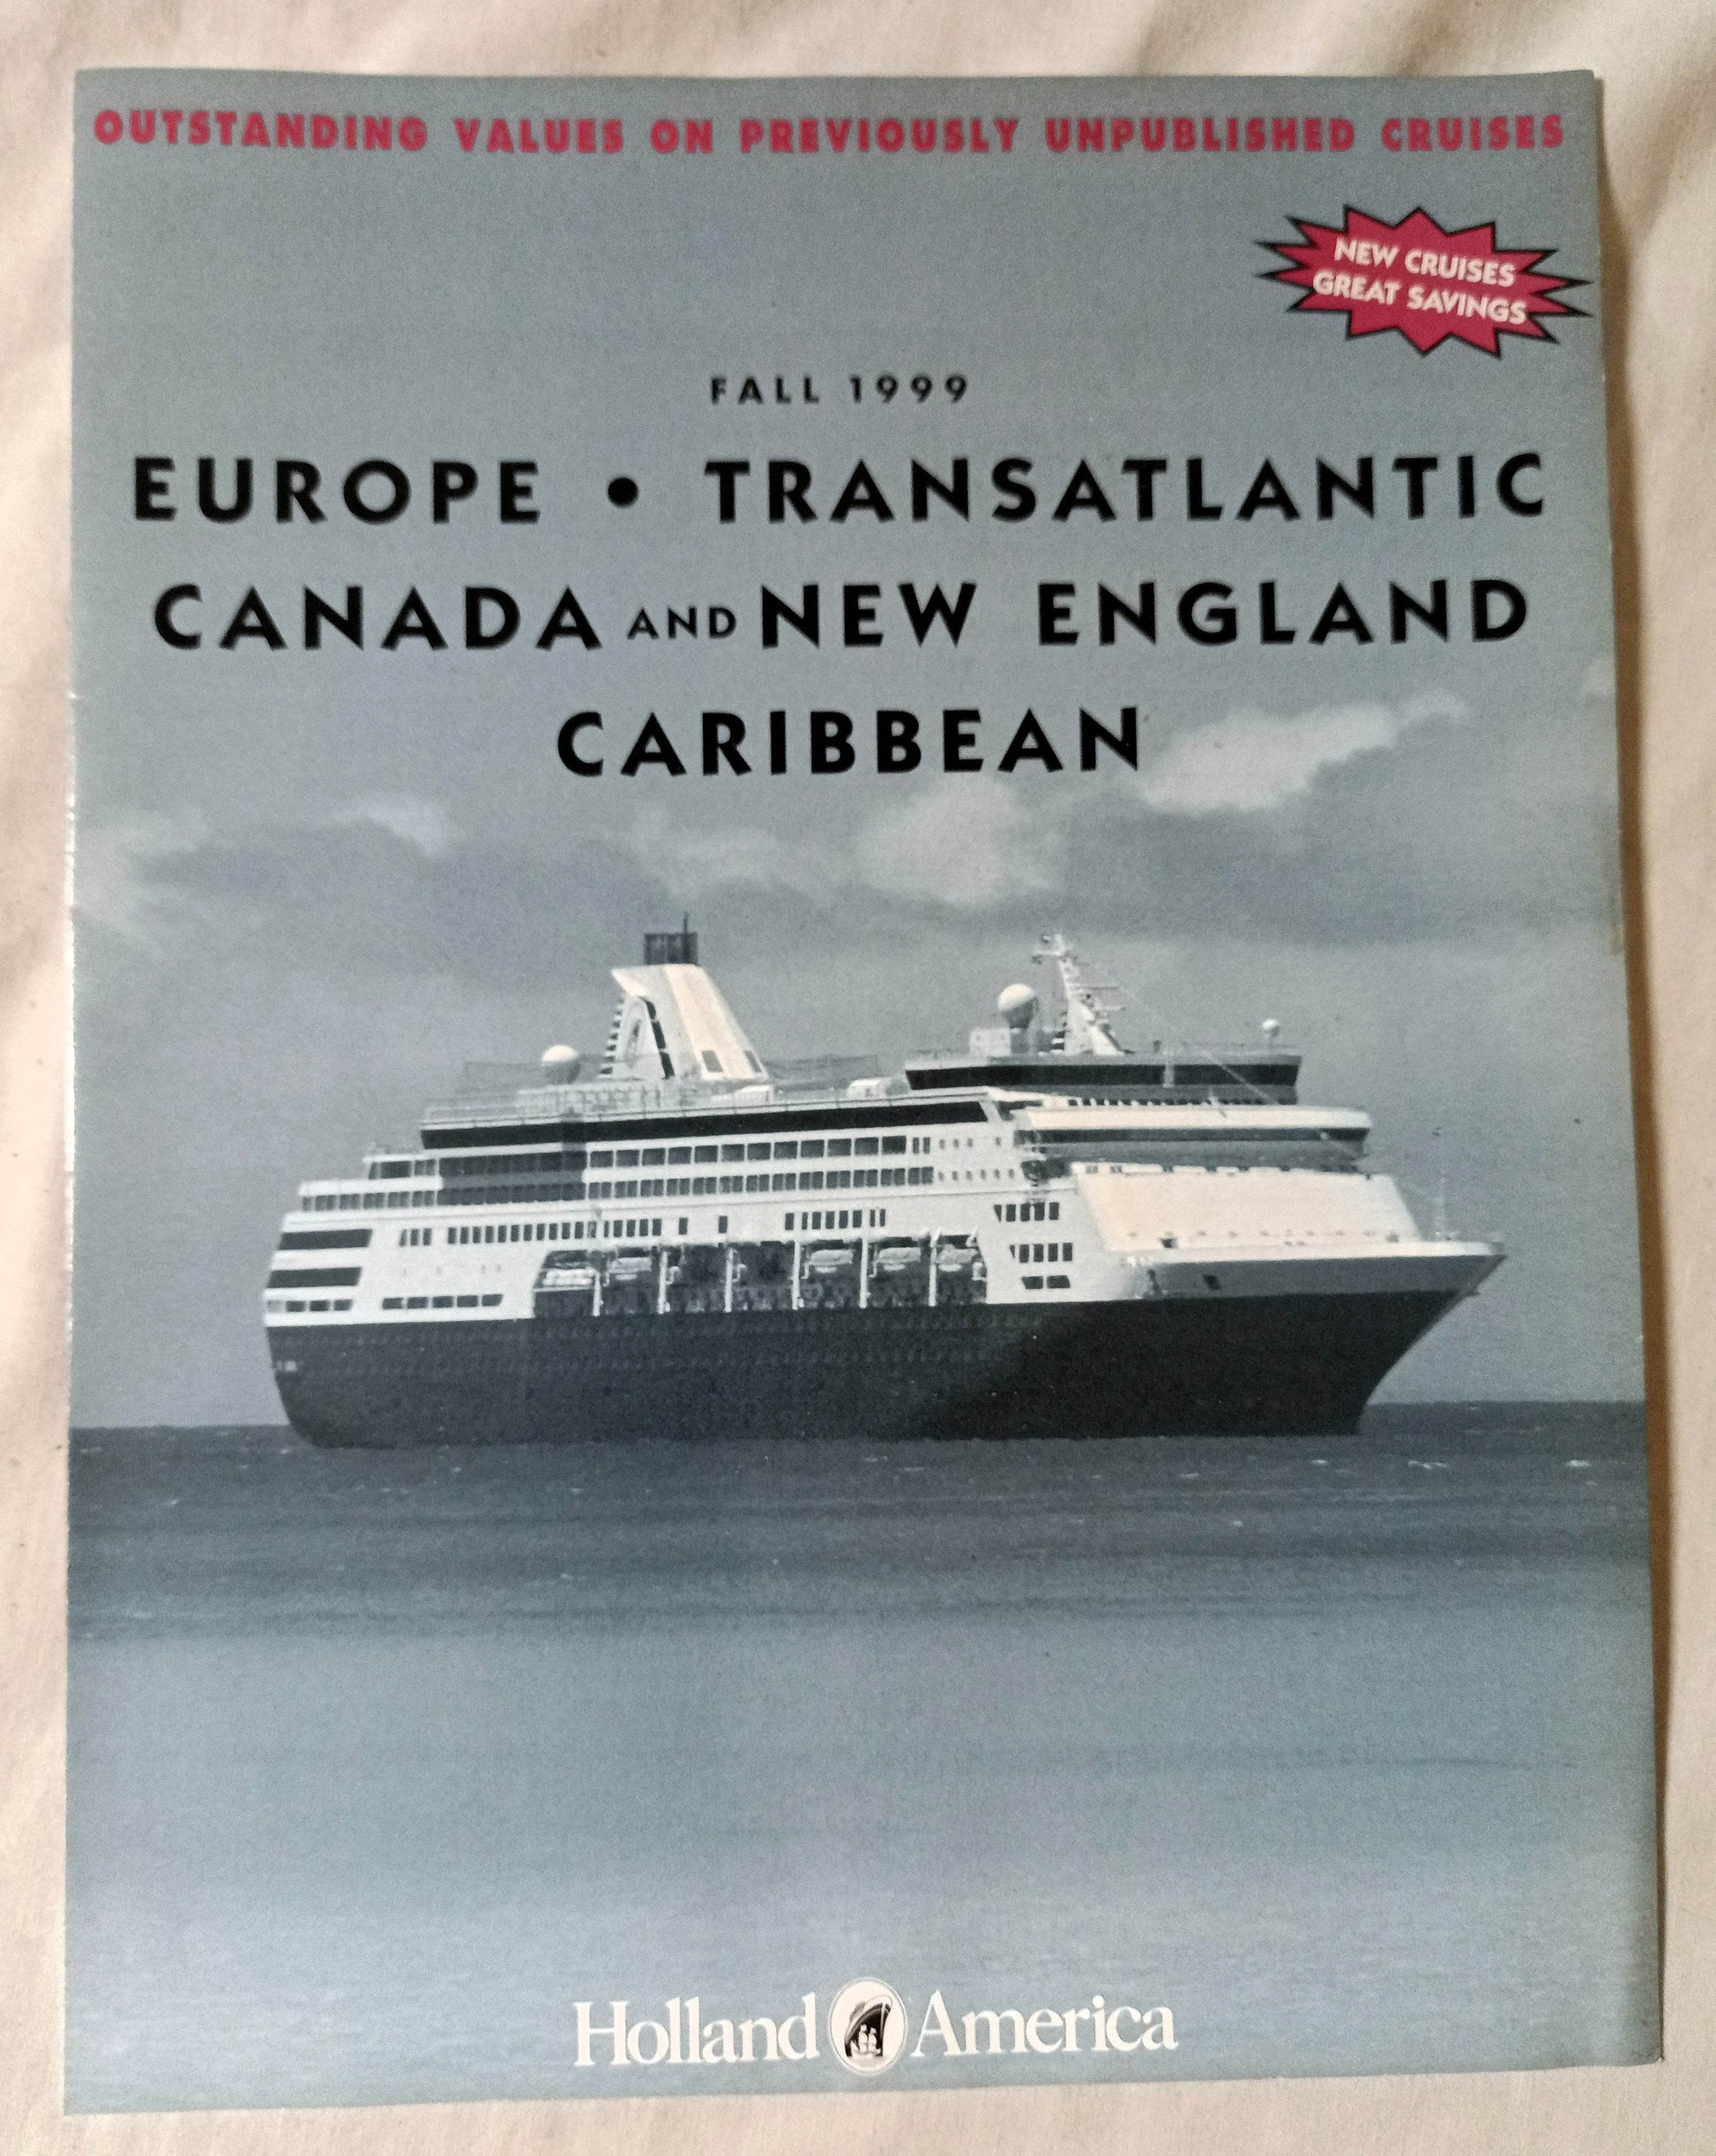 OUTSTANDING VALUES ON PREVIOUSLY UNPUBLISHED CRUISES
NEW CRUISES
GREAT SAVINGS
FALL 1999
EUROPE • TRANSATLANTIC
CANADA AND NEW ENGLAND
CARIBBEAN
Holland America